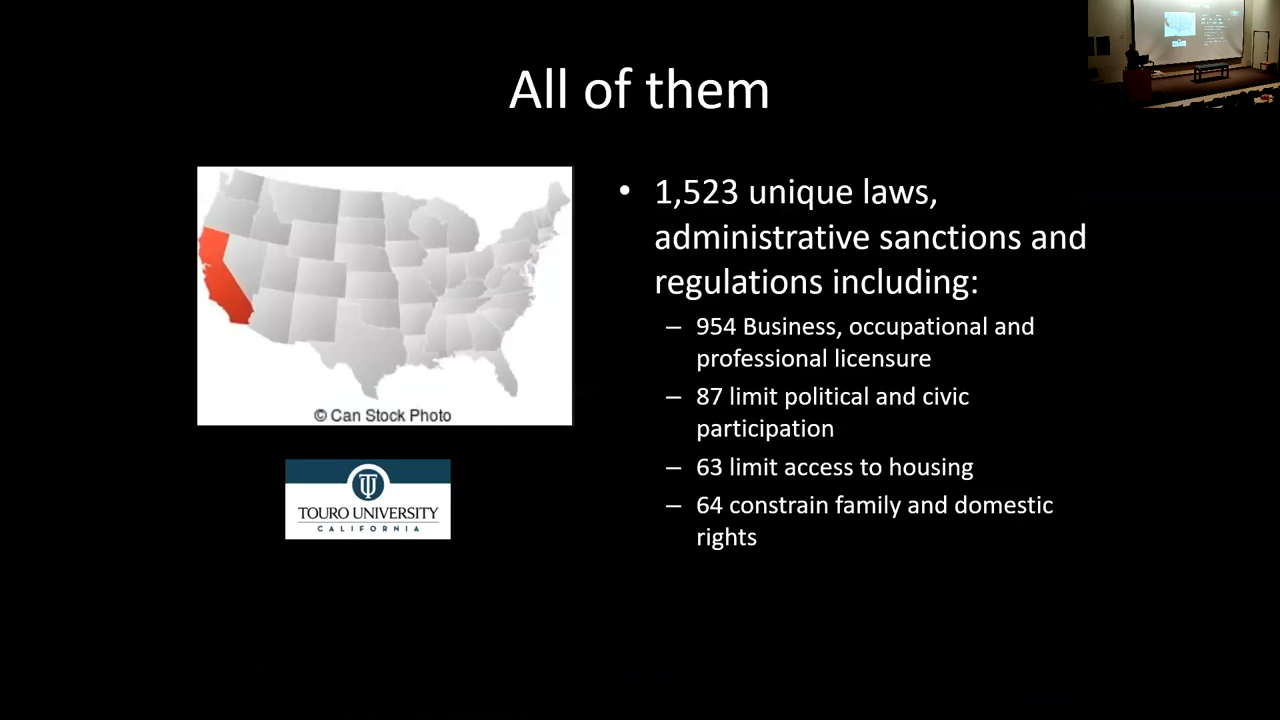 All of them
© Can Stock Photo
TU
TOURO UNIVERSITY
CALIFORNIA
• 1,523 unique laws,
administrative sanctions and
regulations including:
– 954 Business, occupational and
professional licensure
– 87 limit political and civic
participation
– 63 limit access to housing
– 64 constrain family and domestic
rights